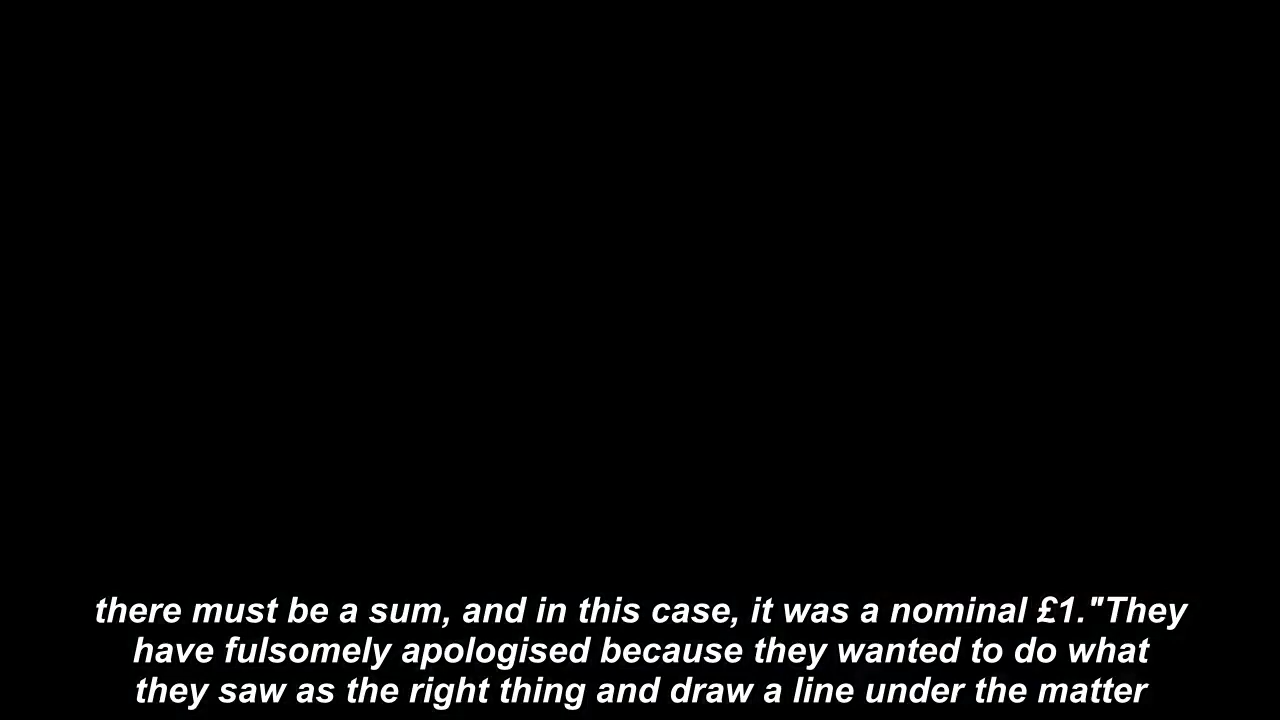 there must be a sum, and in this case, it was a nominal £1."They
have fulsomely apologised because they wanted to do what
they saw as the right thing and draw a line under the matter